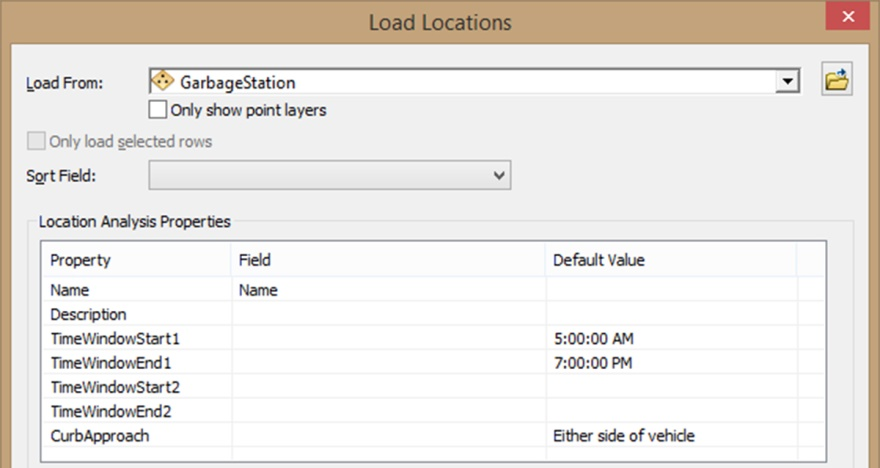 Load Locations
Load From: GarbageStation
Only show point layers
Only load selected rows
Sort Field:
Location Analysis Properties
Property Field Default Value
Name Name
Description
TimeWindowStart1 5:00:00 AM
TimeWindowEnd1 7:00:00 PM
TimeWindowStart2
TimeWindowEnd2
CurbApproach Either side of vehicle